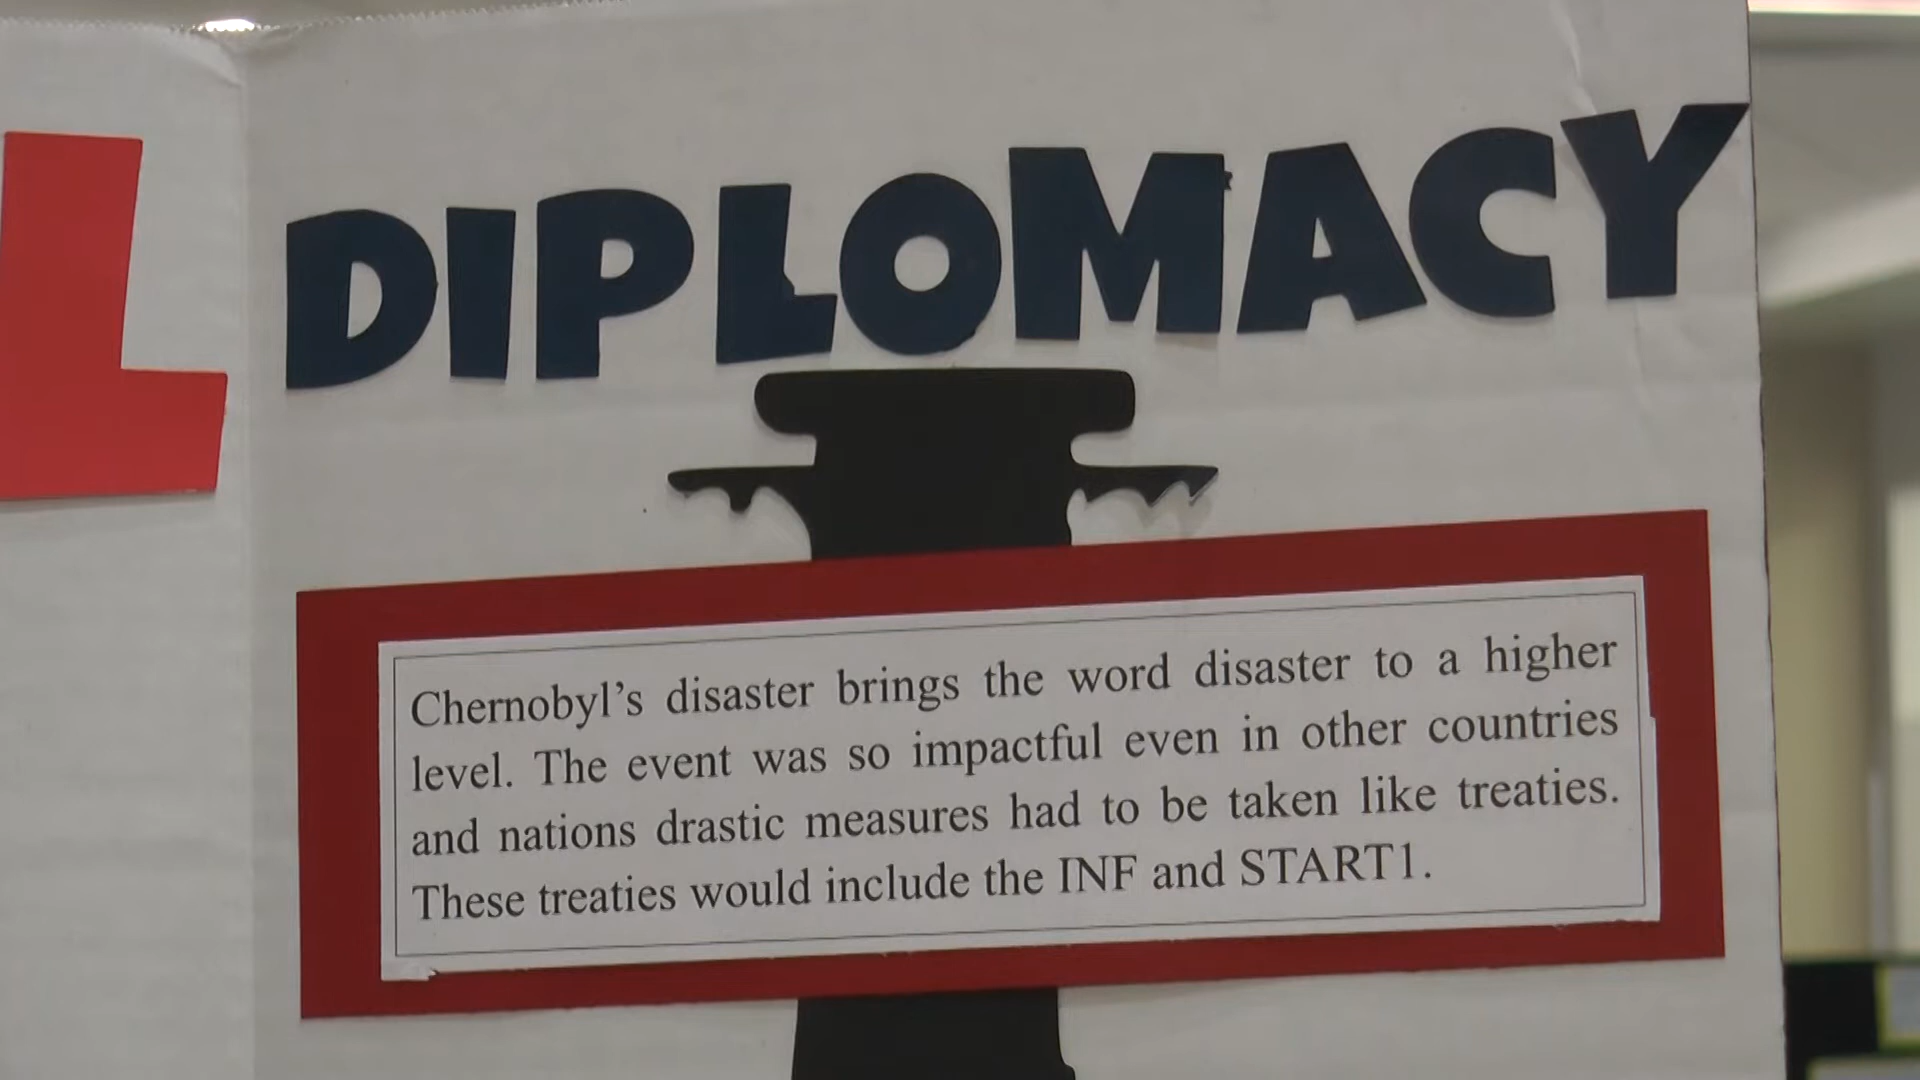 L
DIPLOMACY
Chernobyl's disaster brings the word disaster to a higher
level. The event was so impactful even in other countries
and nations drastic measures had to be taken like treaties.
These treaties would include the INF and START1.